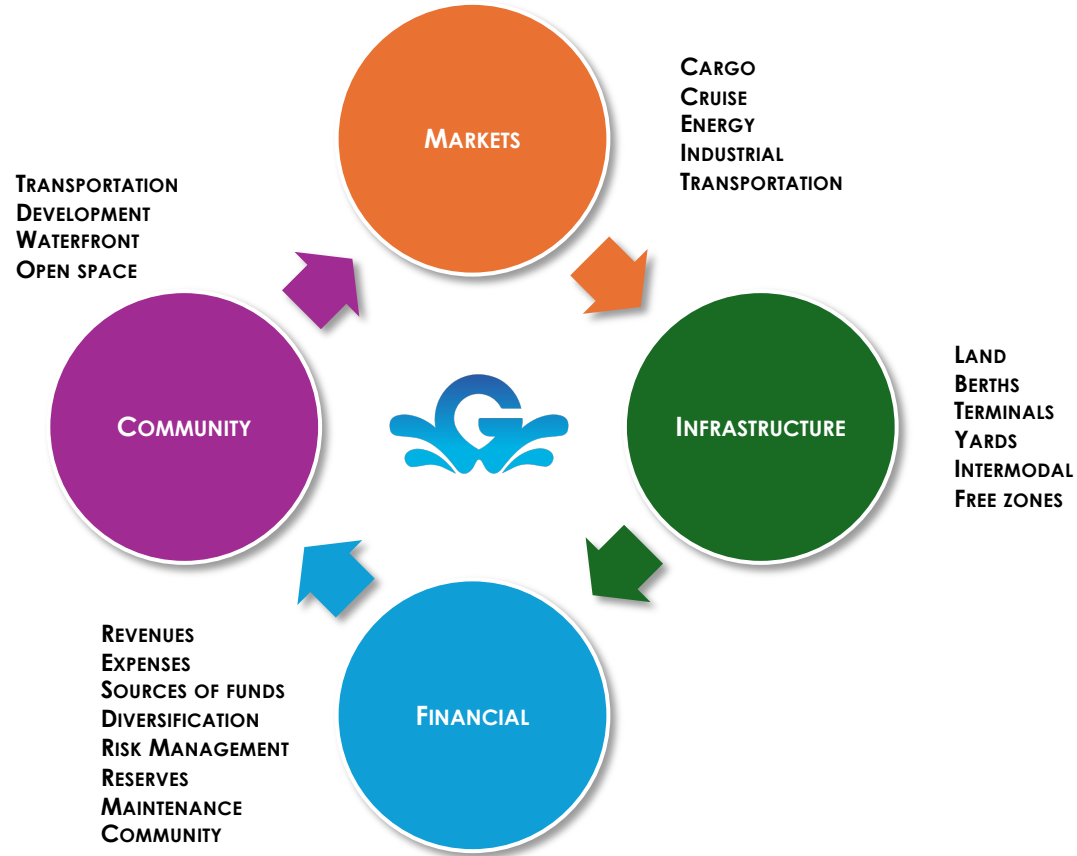 MARKETS
CARGO
CRUISE
ENERGY
INDUSTRIAL
TRANSPORTATION
TRANSPORTATION
DEVELOPMENT
WATERFRONT
OPEN SPACE
COMMUNITY
INFRASTRUCTURE
LAND
BERTHS
TERMINALS
YARDS
INTERMODAL
FREE ZONES
REVENUES
EXPENSES
SOURCES OF FUNDS
DIVERSIFICATION
RISK MANAGEMENT
RESERVES
MAINTENANCE
COMMUNITY
FINANCIAL
G